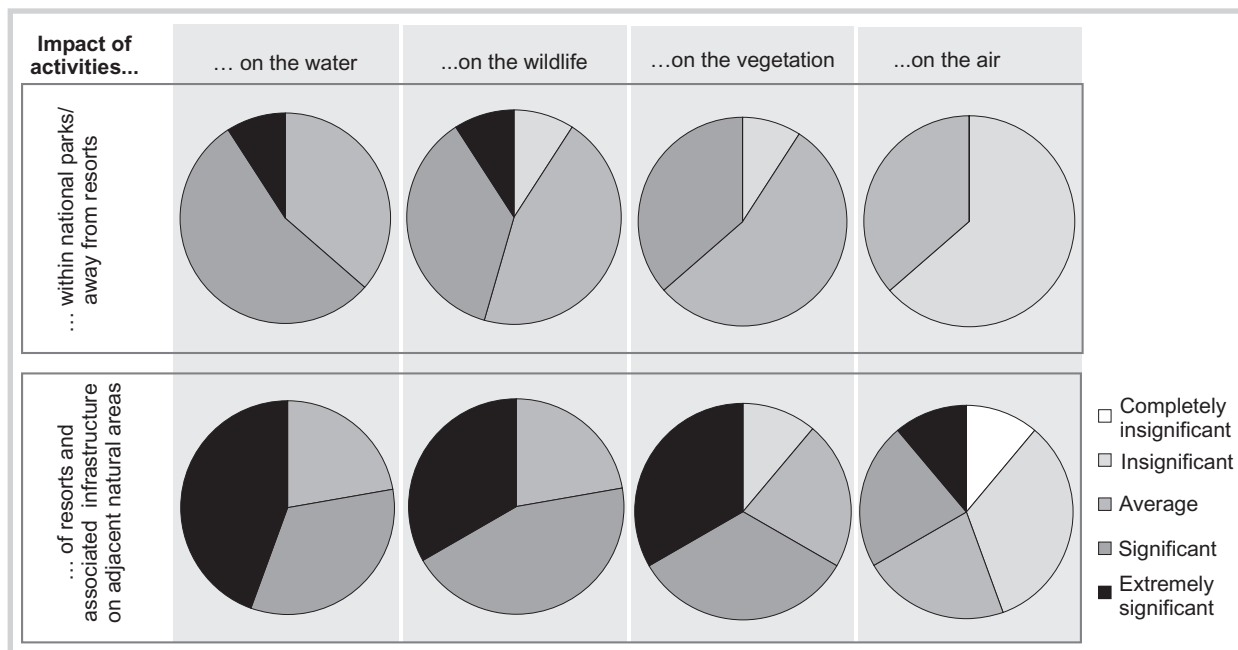 Impact of
activities...
… on the water
...on the wildlife
…on the vegetation
...on the air
… within national parks/
away from resorts
… of resorts and
associated infrastructure
on adjacent natural areas
Completely
insignificant
Insignificant
Average
Significant
Extremely
significant